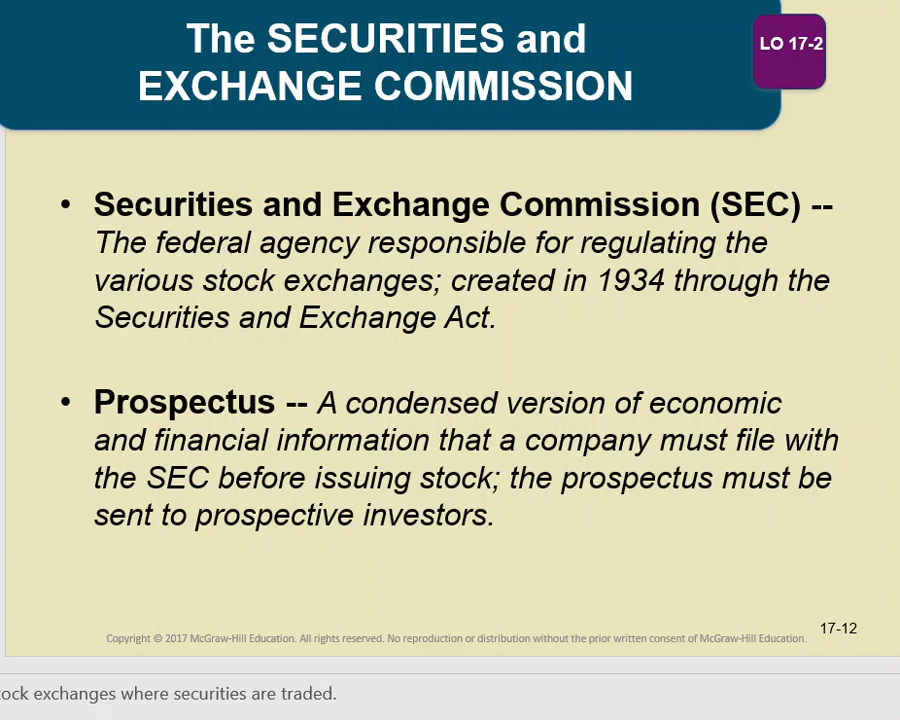 The SECURITIES and
EXCHANGE COMMISSION
LO 17-2
• Securities and Exchange Commission (SEC) --
The federal agency responsible for regulating the
various stock exchanges; created in 1934 through the
Securities and Exchange Act.
• Prospectus -- A condensed version of economic
and financial information that a company must file with
the SEC before issuing stock; the prospectus must be
sent to prospective investors.
17-12
Copyright © 2017 McGraw-Hill Education. All rights reserved. No reproduction or distribution without the prior written consent of McGraw-Hill Education.
tock exchanges where securities are traded.